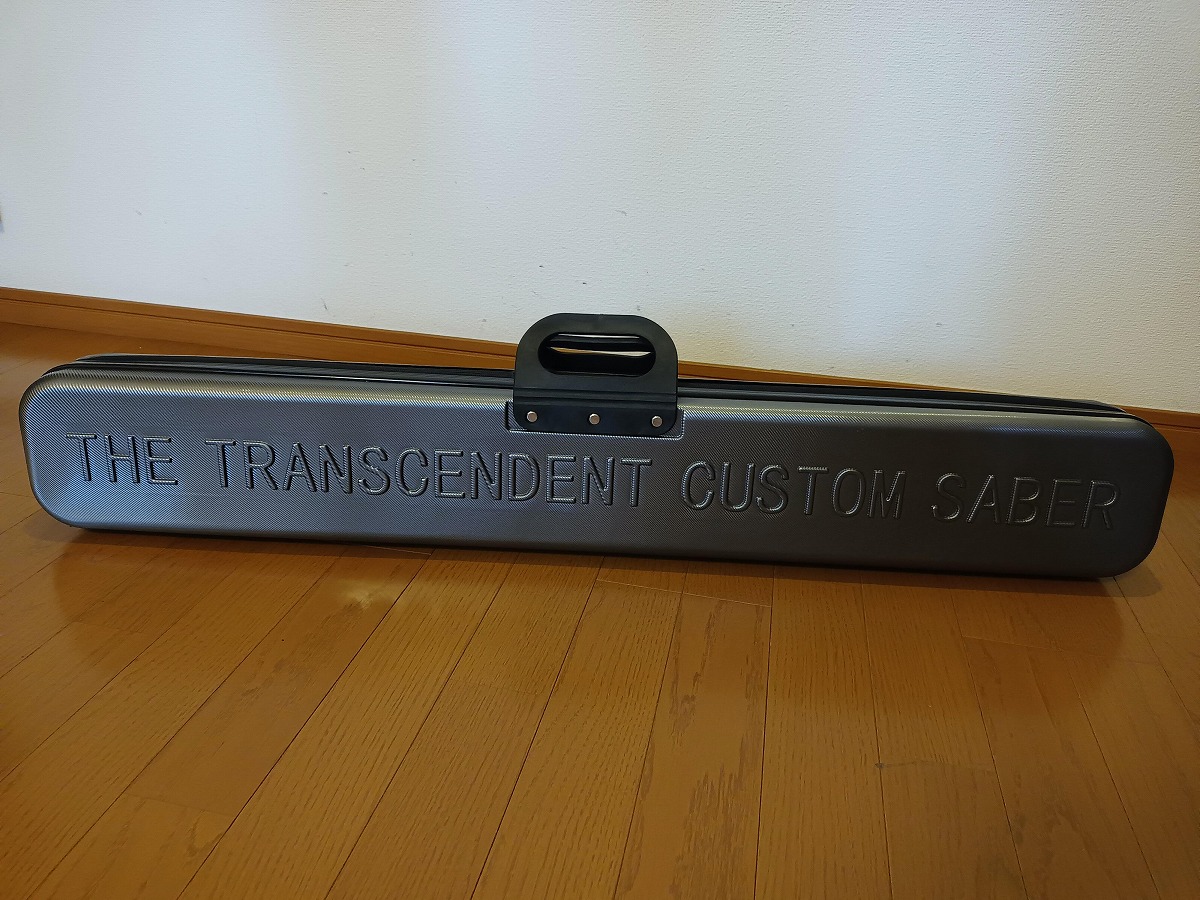 THE TRANSCENDENT CUSTOM SABER